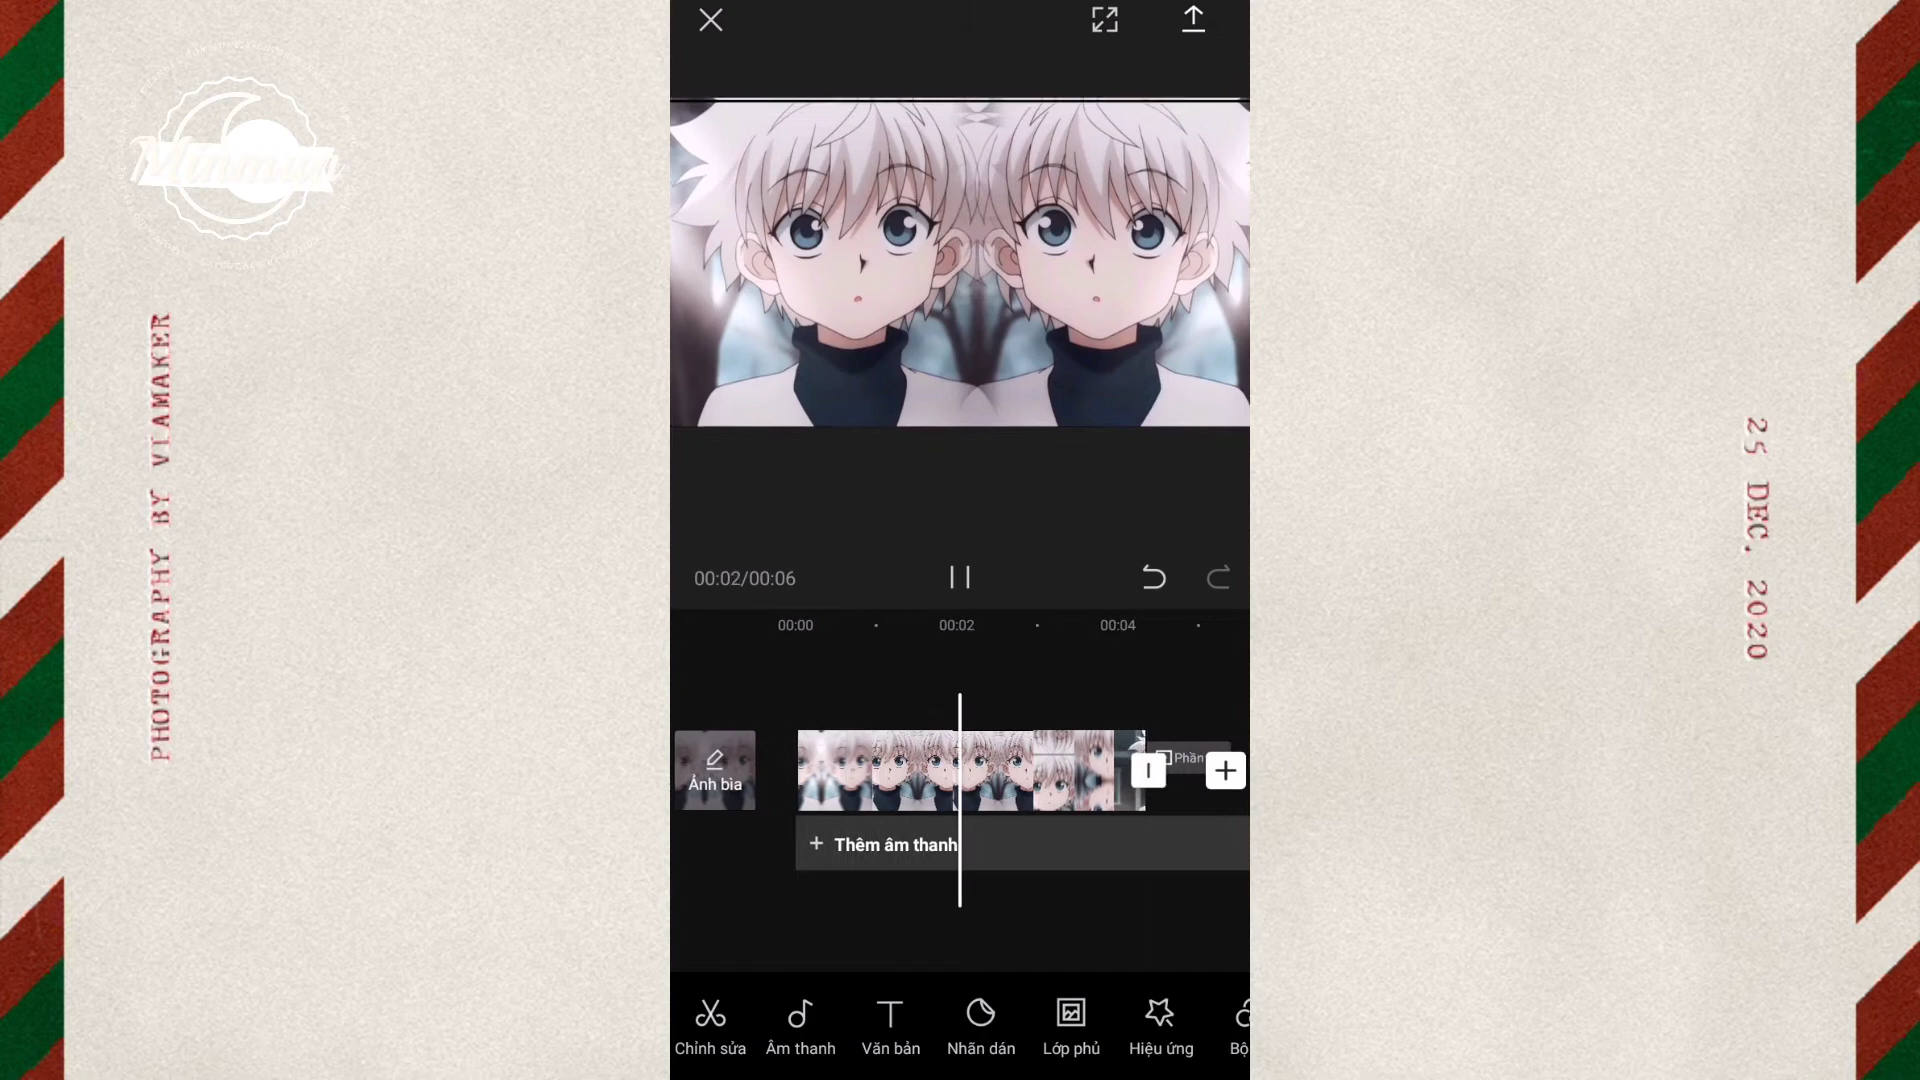 Minmun
PHOTOGRAPHY BY VIAMAKER
25 DEC, 2020
00:02/00:06
00:00
00:02
00:04
Ảnh bìa
Phần
+ Thêm âm thanh
Chỉnh sửa
Âm thanh
Văn bản
Nhãn dán
Lớp phủ
Hiệu ứng
Bộ